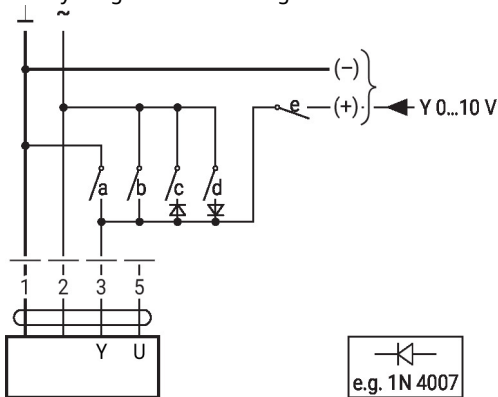 ⊥ ~
(–)
e (+) Y 0...10 V
a b c d
1 2 3 5
Y U
e.g. 1N 4007